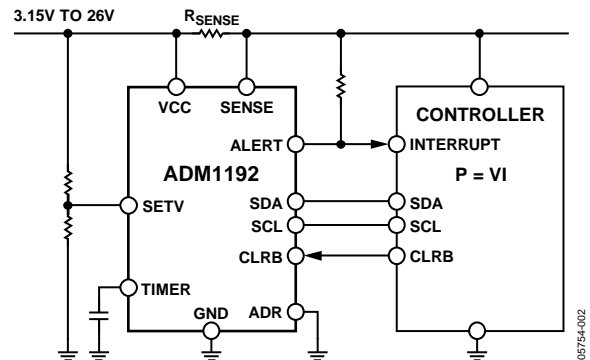 3.15V TO 26V
RSENSE
VCC
SENSE
CONTROLLER
ALERT
INTERRUPT
ADM1192
P = VI
SETV
SDA
SDA
SCL
SCL
CLRB
CLRB
TIMER
GND
ADR
05754-002